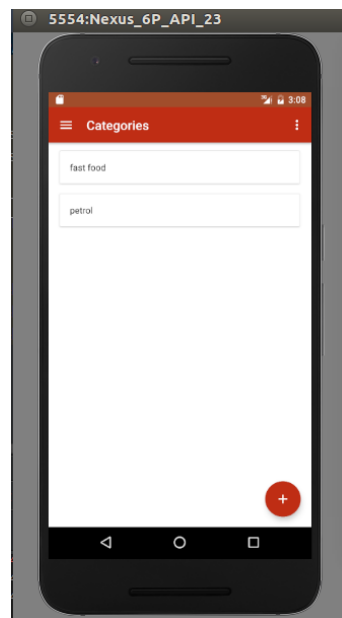 5554:Nexus_6P_API_23
3:08
Categories
fast food
petrol
+